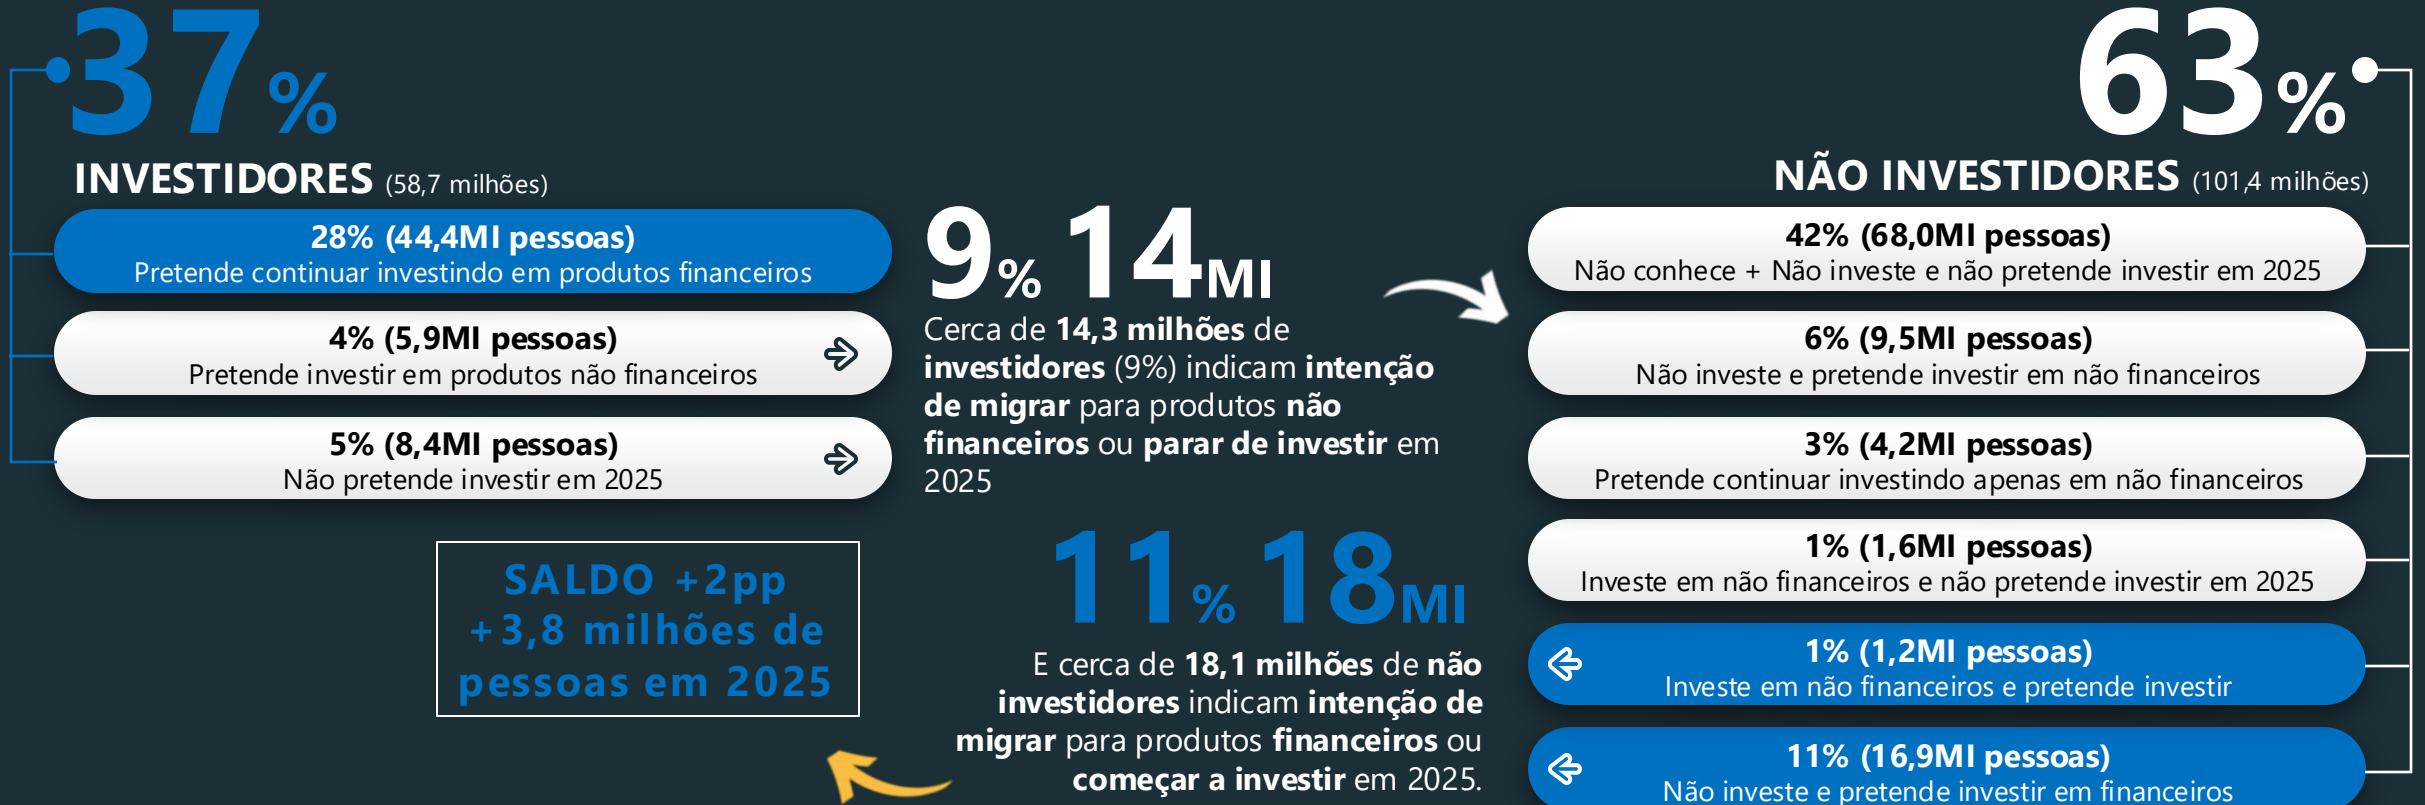 37%
INVESTIDORES (58,7 milhões)
28% (44,4MI pessoas)
Pretende continuar investindo em produtos financeiros
4% (5,9MI pessoas)
Pretende investir em produtos não financeiros
5% (8,4MI pessoas)
Não pretende investir em 2025
9% 14MI
Cerca de 14,3 milhões de
investidores (9%) indicam intenção
de migrar para produtos não
financeiros ou parar de investir em
2025
SALDO +2pp
+3,8 milhões de
pessoas em 2025
11% 18MI
E cerca de 18,1 milhões de não
investidores indicam intenção de
migrar para produtos financeiros ou
começar a investir em 2025.
63%
NÃO INVESTIDORES (101,4 milhões)
42% (68,0MI pessoas)
Não conhece + Não investe e não pretende investir em 2025
6% (9,5MI pessoas)
Não investe e pretende investir em não financeiros
3% (4,2MI pessoas)
Pretende continuar investindo apenas em não financeiros
1% (1,6MI pessoas)
Investe em não financeiros e não pretende investir em 2025
1% (1,2MI pessoas)
Investe em não financeiros e pretende investir
11% (16,9MI pessoas)
Não investe e pretende investir em financeiros